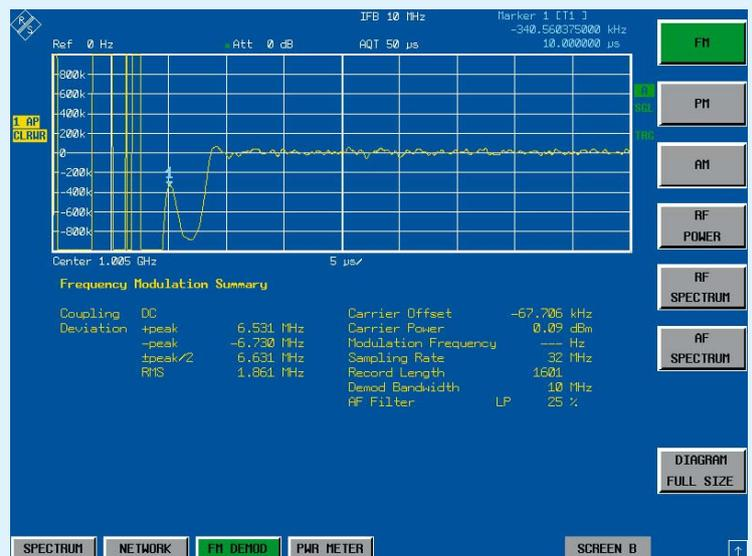 R S
IFB 10 MHz
Marker 1 [T1 ]
-340.560375000 kHz
Ref 0 Hz
Att 0 dB
AQT 50 µs
10.000000 µs
FM
800k
600k
400k
200k
0
-200k
-400k
-600k
-800k
1 AP
CLRWR
1
A
SGL
TRG
PM
AM
RF
POWER
RF
SPECTRUM
AF
SPECTRUM
Center 1.005 GHz
5 µs/
Frequency Modulation Summary
Coupling DC
Deviation +peak 6.531 MHz
-peak -6.730 MHz
±peak/2 6.631 MHz
RMS 1.861 MHz
Carrier Offset -67.706 kHz
Carrier Power 0.09 dBm
Modulation Frequency --- Hz
Sampling Rate 32 MHz
Record Length 1601
Demod Bandwidth 10 MHz
AF Filter LP 25 %
DIAGRAM
FULL SIZE
SPECTRUM
NETWORK
FM DEMOD
PWR METER
SCREEN B